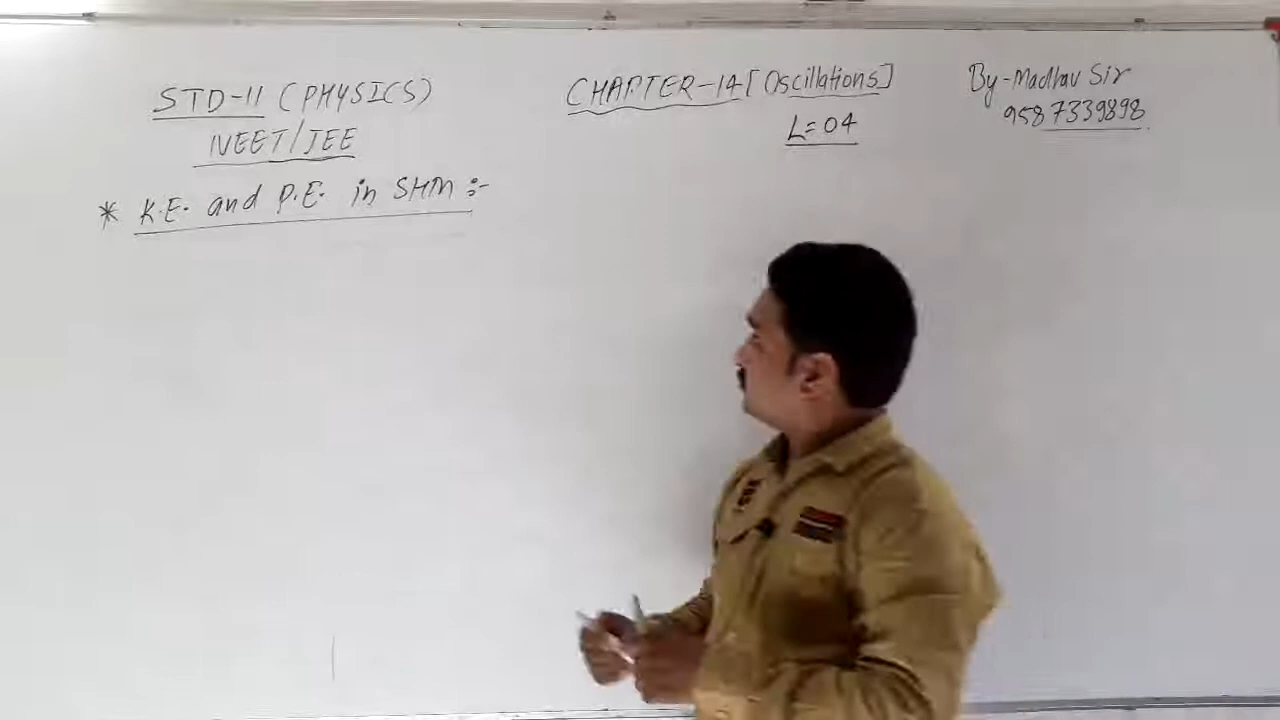 STD-11 (PHYSICS)
NEET/JEE
CHAPTER-14 [Oscillations]
L=04
By-Madhav Sir
9587339898
* K.E. and P.E. in SHM :-